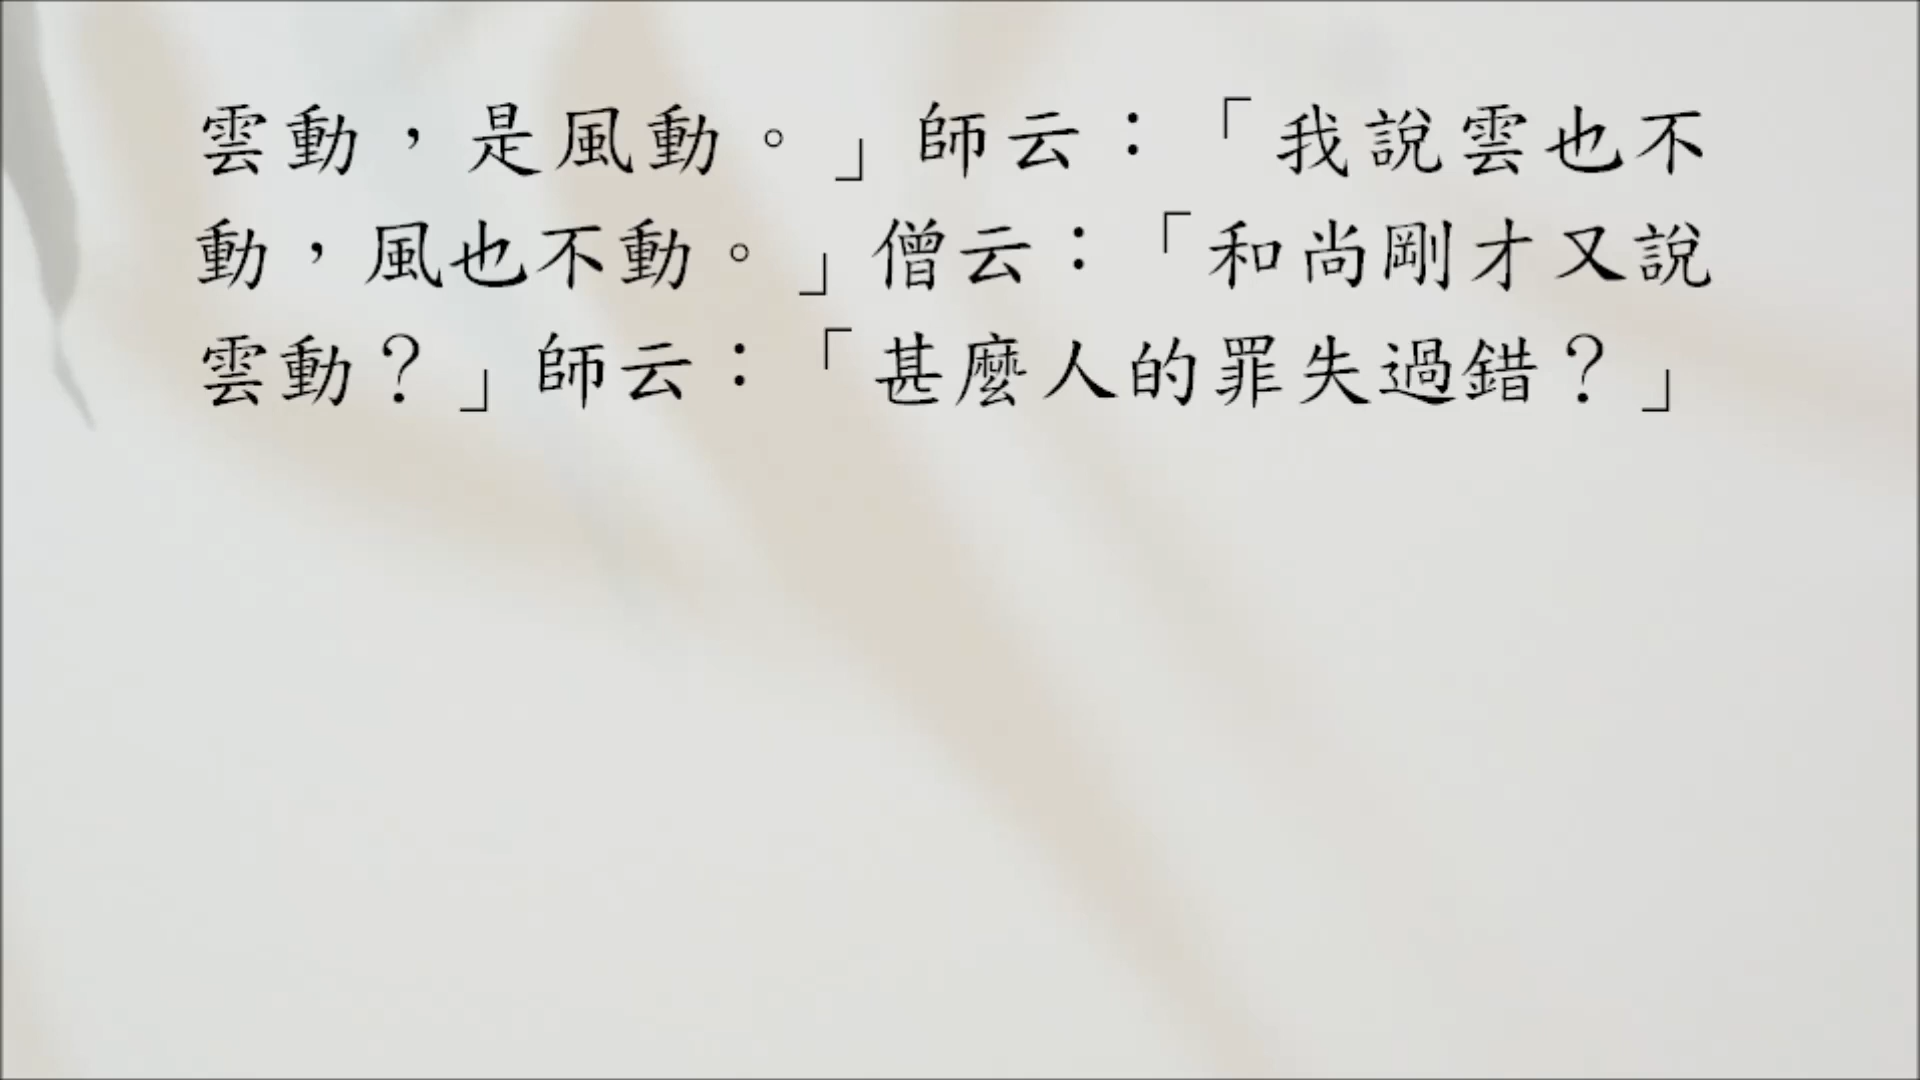 雲動，是風動。」師云：「我說雲也不
動，風也不動。」僧云：「和尚剛才又說
雲動？」師云：「甚麼人的罪失過錯？」